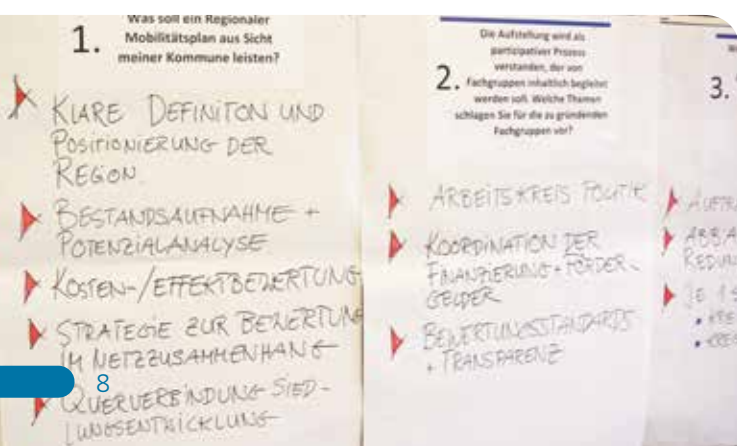 1.
Was soll ein Regionaler
Mobilitätsplan aus Sicht
meiner Kommune leisten?
KLARE DEFINITON UND
POSITIONIERUNG DER
REGION.
BESTANDSAUFNAHME +
POTENZIALANALYSE
KOSTEN-/EFFEKTBEWERTUNG
STRATEGIE ZUR BEWERTUNG
IM NETZZUSAMMENHANG
QUERVERBINDUNG SIED-
LUNGSENTWICKLUNG
8
2.
Die Aufstellung wird als
partizipativer Prozess
verstanden, der von
Fachgruppen inhaltlich begleitet
werden soll. Welche Themen
schlagen Sie für die zu gründenden
Fachgruppen vor?
ARBEITSKREIS POLITIK
KOORDINATION DER
FINANZIERUNG + FÖRDER-
GELDER
BEWERTUNGSSTANDARDS
+ TRANSPARENZ
3.